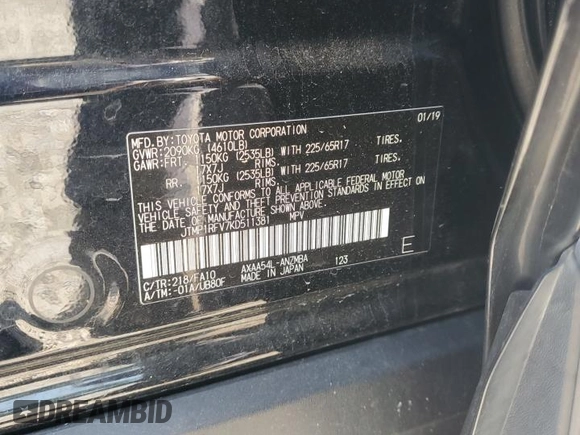 MFD.BY:TOYOTA MOTOR CORPORATION 01/19
GVWR:2090KG (4610LB)
GAWR:FRT. 1150KG (2535LB) WITH 225/65R17 TIRES.
17X7J RIMS.
RR. 1150KG (2535LB) WITH 225/65R17 TIRES.
17X7J RIMS.
THIS VEHICLE CONFORMS TO ALL APPLICABLE FEDERAL MOTOR
VEHICLE SAFETY AND THEFT PREVENTION STANDARDS IN EFFECT ON
THE DATE OF MANUFACTURE SHOWN ABOVE.
JTMP1RFV7KD511381 MPV
E
C/TR:218/FA10 AXAA54L-ANZMBA 123
A/TM:-01A/UB80F MADE IN JAPAN
DREAMBID